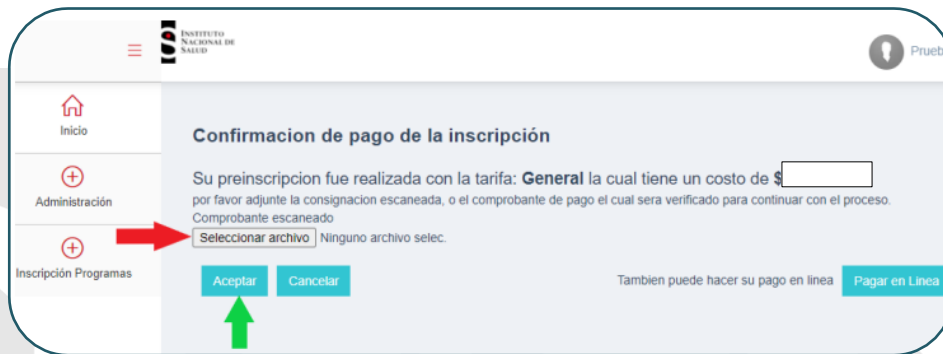 INSTITUTO
NACIONAL DE
SALUD
Prueb
Inicio
Administración
Inscripción Programas
Confirmacion de pago de la inscripción
Su preinscripcion fue realizada con la tarifa: General la cual tiene un costo de $
por favor adjunte la consignacion escaneada, o el comprobante de pago el cual sera verificado para continuar con el proceso.
Comprobante escaneado
Seleccionar archivo Ninguno archivo selec.
Aceptar Cancelar Tambien puede hacer su pago en linea Pagar en Linea